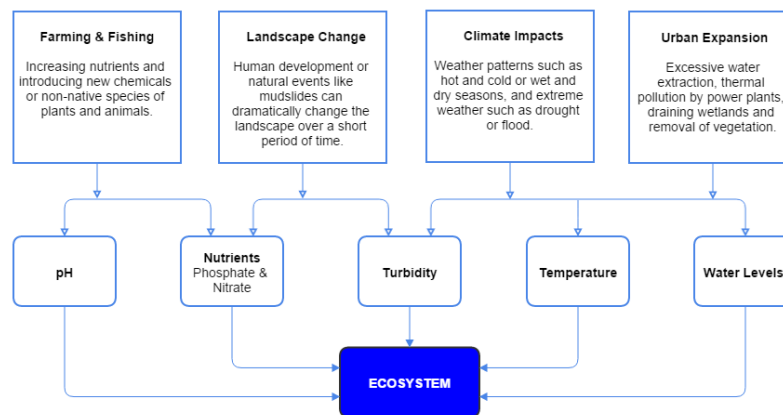 Farming & Fishing
Increasing nutrients and
introducing new chemicals
or non-native species of
plants and animals.
Landscape Change
Human development or
natural events like
mudslides can
dramatically change the
landscape over a short
period of time.
Climate Impacts
Weather patterns such as
hot and cold or wet and
dry seasons, and extreme
weather such as drought
or flood.
Urban Expansion
Excessive water
extraction, thermal
pollution by power plants,
draining wetlands and
removal of vegetation.
pH
Nutrients
Phosphate &
Nitrate
Turbidity
Temperature
Water Levels
ECOSYSTEM